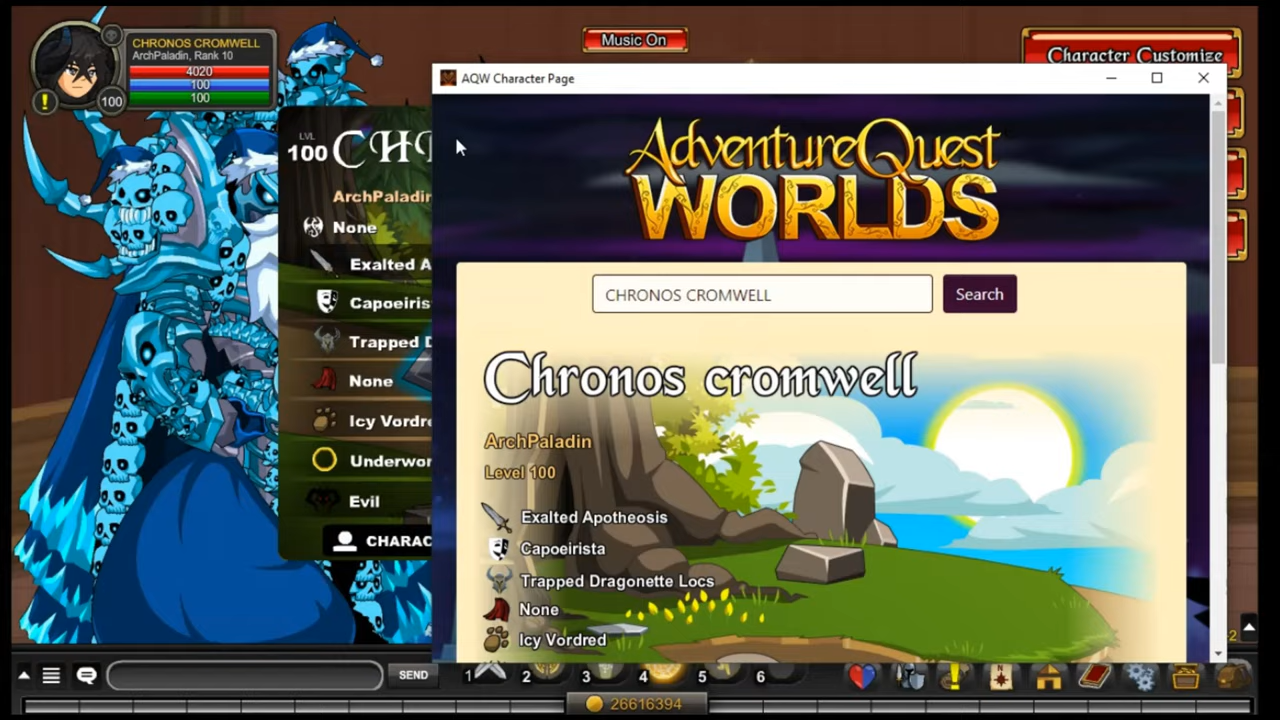 CHRONOS CROMWELL
ArchPaladin, Rank 10
4020
100
100
100
Music On
Character Customize
AQW Character Page
LVL
100
ArchPaladin
None
Exalted A
Capoeiris
Trapped D
None
Icy Vordre
Underwor
Evil
CHARAC
AdventureQuest
WORLDS
CHRONOS CROMWELL
Search
Chronos cromwell
ArchPaladin
Level 100
Exalted Apotheosis
Capoeirista
Trapped Dragonette Locs
None
Icy Vordred
SEND
1 2 3 4 5 6
26616394